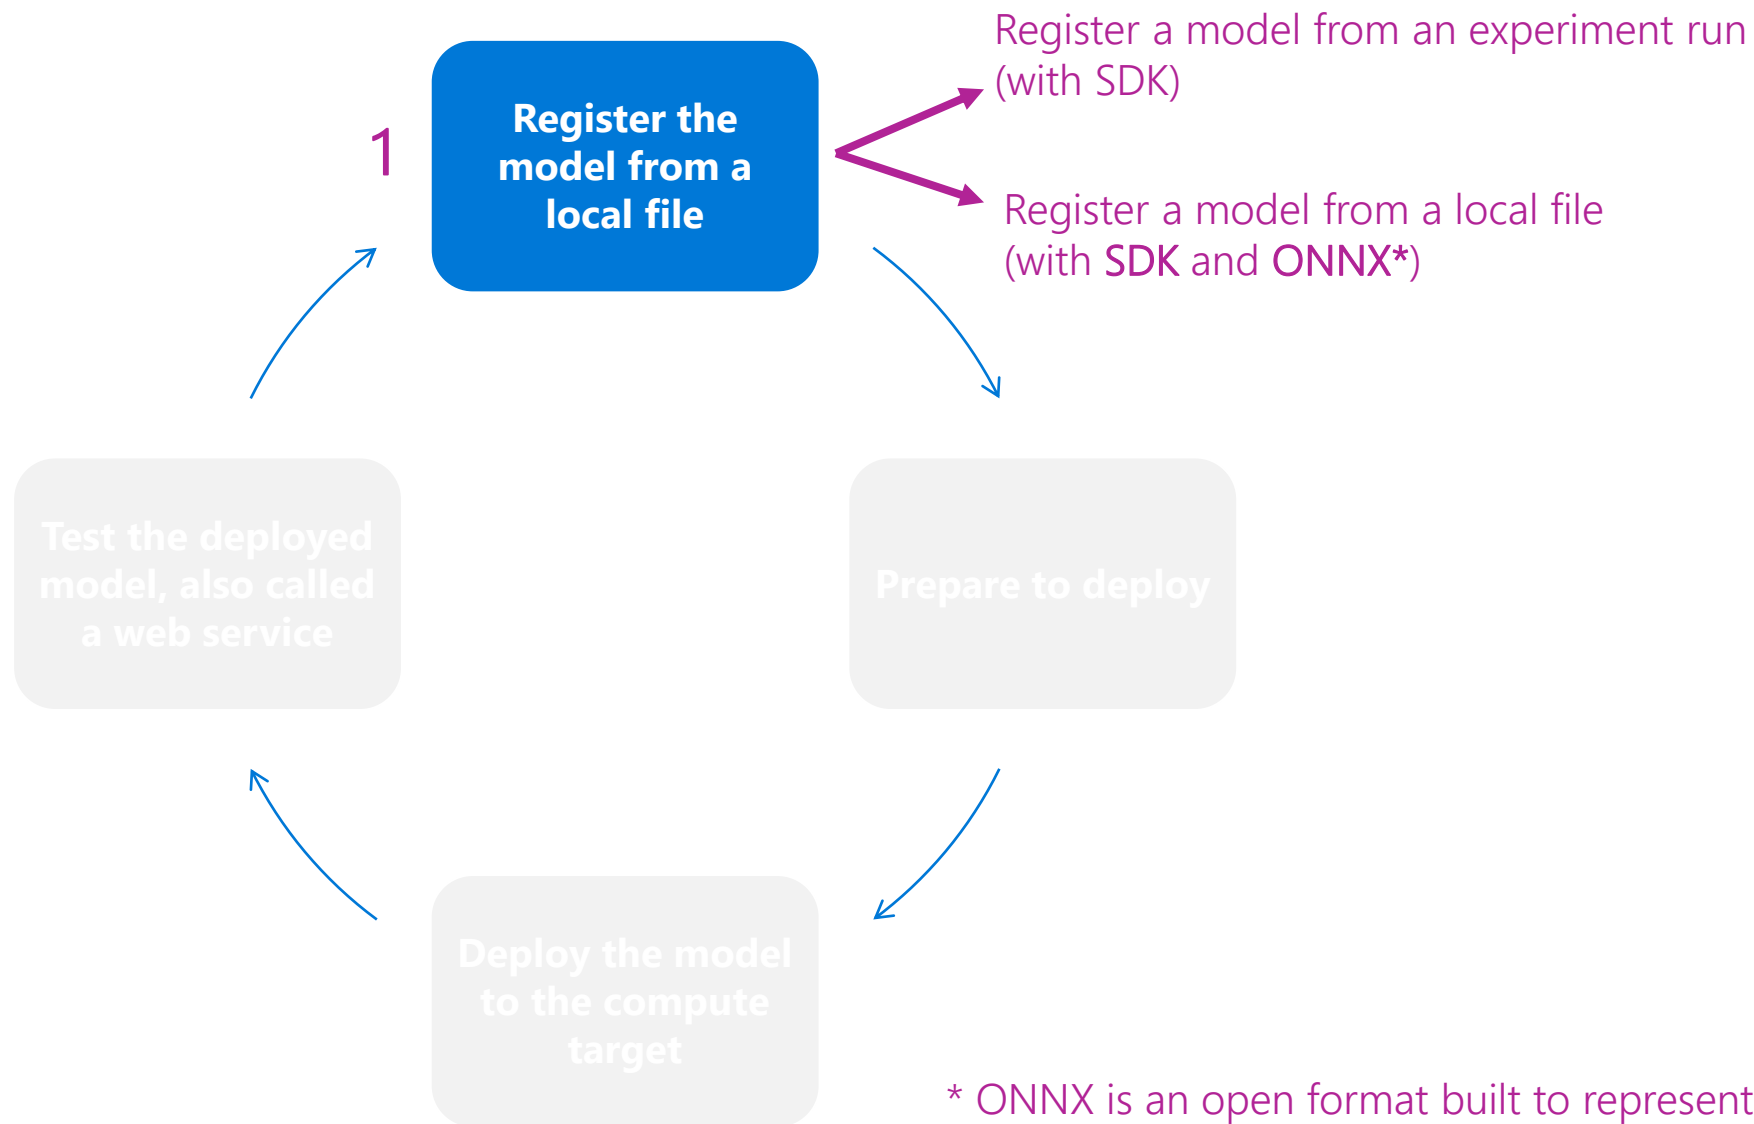 Register a model from an experiment run
(with SDK)
1
Register the
model from a
local file
Register a model from a local file
(with SDK and ONNX*)
Test the deployed
model, also called
a web service
Prepare to deploy
Deploy the model
to the compute
target
* ONNX is an open format built to represent